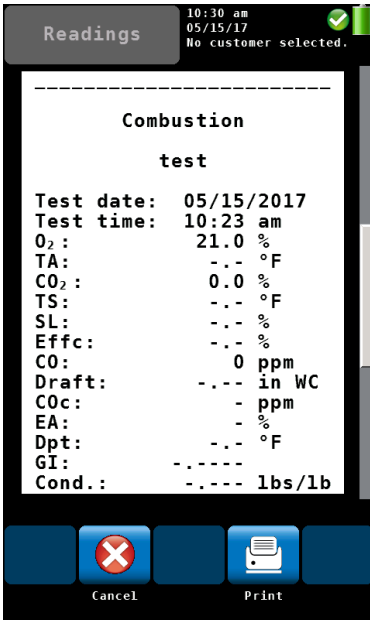 Readings
10:30 am
05/15/17
No customer selected.
Combustion
test
Test date: 05/15/2017
Test time: 10:23 am
O₂: 21.0 %
TA: -.- °F
CO₂: 0.0 %
TS: -.- °F
SL: -.- %
Effc: -.- %
CO: 0 ppm
Draft: -.-- in WC
COc: - ppm
EA: - %
Dpt: -.- °F
GI: -.----
Cond.: -.--- lbs/lb
Cancel Print